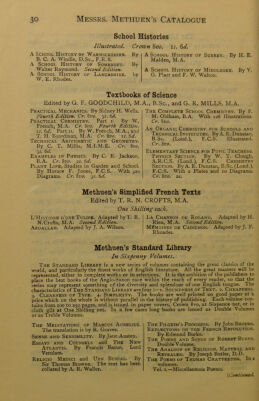 30 MESSRS. METHUEN'S CATALOGUE
School Histories
Illustrated. Crown 8vo. 1s. 6d.
A SCHOOL HISTORY OF WARWICKSHIRE. By
B. C. A. Windle, D.Sc., F.R.S.
A SCHOOL HISTORY OF SOMERSET. By
Walter Raymond. Second Edition.
A SCHOOL HISTORY OF LANCASHIRE. by
W. E. Rhodes.
A SCHOOL HISTORY OF SURREY. By H. E.
Malden, M.A.
A SCHOOL HISTORY OF MIDDLESEX. By V.
G. Plarr and F. W. Walton.
Textbooks of Science
Edited by G. F. GOODCHILD, M.A., B.Sc., and G. R. MILLS, M.A.
PRACTICAL MECHANICS. By Sidney H. Wells.
Fourth Edition. Cr. 8vo. 3s. 6d.
PRACTICAL CHEMISTRY. Part I. By W.
French, M.A. Cr. 8vo. Fourth Edition.
1s. 6d. Part II. By W. French, M.A., and
T. H. Boardman, M.A. Cr. 8vo. 1s. 6d.
TECHNICAL ARITHMETIC AND GEOMETRY.
By C. T. Millis, M.I.M.E. Cr. 8vo.
3s. 6d.
EXAMPLES IN PHYSICS. By C. E. Jackson,
B.A. Cr. 8vo. 2s. 6d.
PLANT LIFE, Studies in Garden and School.
By Horace F. Jones, F.C.S. With 320
Diagrams. Cr. 8vo. 3s. 6d.
THE COMPLETE SCHOOL CHEMISTRY. By F.
M. Oldham, B.A. With 126 Illustrations.
Cr. 8vo.
AN ORGANIC CHEMISTRY FOR SCHOOLS AND
TECHNICAL INSTITUTES. By A. E. Dunstan,
B.Sc. (Lond.), F.C.S. Illustrated.
Cr. 8vo.
ELEMENTARY SCIENCE FOR PUPIL TEACHERS.
PHYSICS SECTION. By W. T. Clough,
A.R.C.S. (Lond.), F.C.S. CHEMISTRY
SECTION. By A. E. Dunstan, B.Sc. (Lond.),
F.C.S. With 2 Plates and 10 Diagrams.
Cr. 8vo. 2s.
Methuen's Simplified French Texts
Edited by T. R. N. CROFTS, M.A.
One Shilling each.
L'HISTOIRE D'UNE TULIPE. Adapted by T. R.
N. Crofts, M.A. Second Edition.
ABDALLAH. Adapted by J. A. Wilson.
LA CHANSON DE ROLAND. Adapted by H.
Rieu, M.A. Second Edition.
MÉMOIRES DE CADICHON. Adapted by J. F.
Rhoades.
Methuen's Standard Library
In Sixpenny Volumes.
THE STANDARD LIBRARY is a new series of volumes containing the great classics of the
world, and particularly the finest works of English literature. All the great masters will be
represented, either in complete works or in selections. It is the ambition of the publishers to
place the best books of the Anglo-Saxon race within the reach of every reader, so that the
series may represent something of the diversity and splendour of our English tongue. The
characteristics of THE STANDARD LIBRARY are four :—1. SOUNDNESS OF TEXT. 2. CHEAPNESS.
3. CLEARNESS OF TYPE. 4. SIMPLICITY. The books are well printed on good paper at a
price which on the whole is without parallel in the history of publishing. Each volume con-
tains from 100 to 250 pages, and is issued in paper covers, Crown 8vo, at Sixpence net, or in
cloth gilt at One Shilling net. In a few cases long books are issued as Double Volumes
or as Treble Volumes.
THE MEDITATIONS OF MARCUS AURELIUS.
The translation is by R. Graves.
SENSE AND SENSIBILITY. By Jane Austen.
ESSAYS AND COUNSELS and THE NEW
ATLANTIS. By Francis Bacon, Lord
Verulam.
RELIGIO MEDICI and URN BURIAL. By
Sir Thomas Browne. The text has been
collated by A. R. Waller.
THE PILGRIM'S PROGRESS. By John Bunyan.
REFLECTIONS ON THE FRENCH REVOLUTION.
By Edmund Burke.
THE POEMS AND SONGS OF ROBERT BURNS.
Double Volume.
THE ANALOGY OF RELIGION, NATURAL AND
REVEALED. By Joseph Butler, D.D.
THE POEMS OF THOMAS CHATTERTON. In 2
volumes.
Vol. 1.—Miscellaneous Poems.
[Continued.